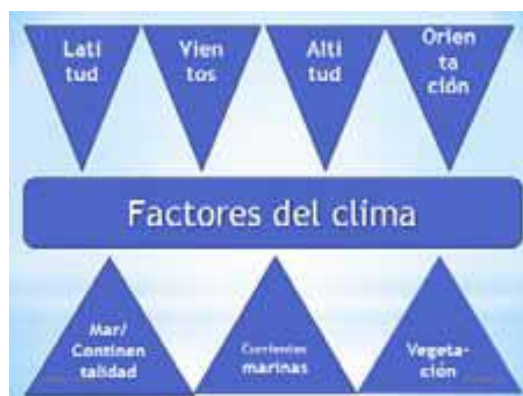 Lati
tud
Vien
tos
Alti
tud
Orien
ta
ción
Factores del clima
Mar/
Continen
talidad
Corrientes
marinas
Vegeta-
ción